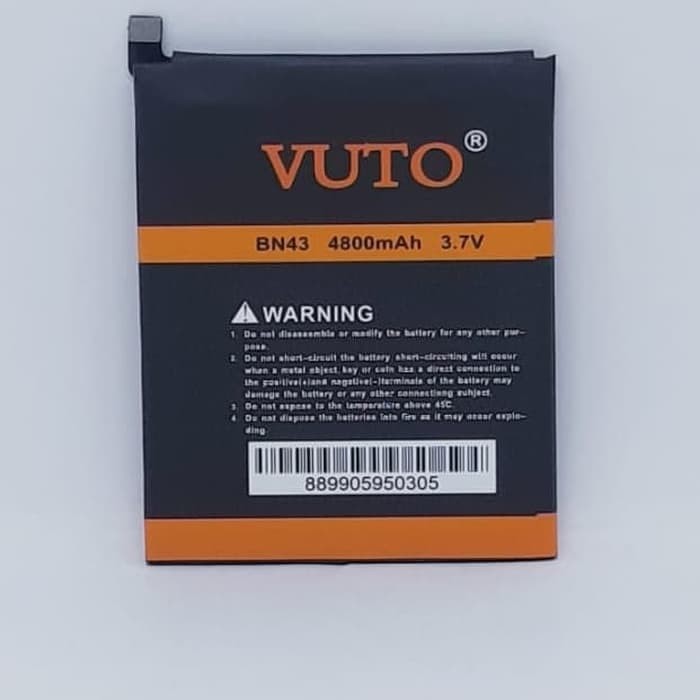 VUTO®
BN43 4800mAh 3.7V
WARNING
1. Do not disassemble or modify the battery for any other pur-
pose.
2. Do not short-circuit the battery short-circuiting will occur
when a metal object, key or coin has a direct connection to
the positive(+)and nagative(-)terminals of the battery may
damage the battery or any other connectiong subject.
3. Do not expose to the temperature above 45C.
4. Do not dispose the batteries into fire as it may occur explo-
ding.
889905950305